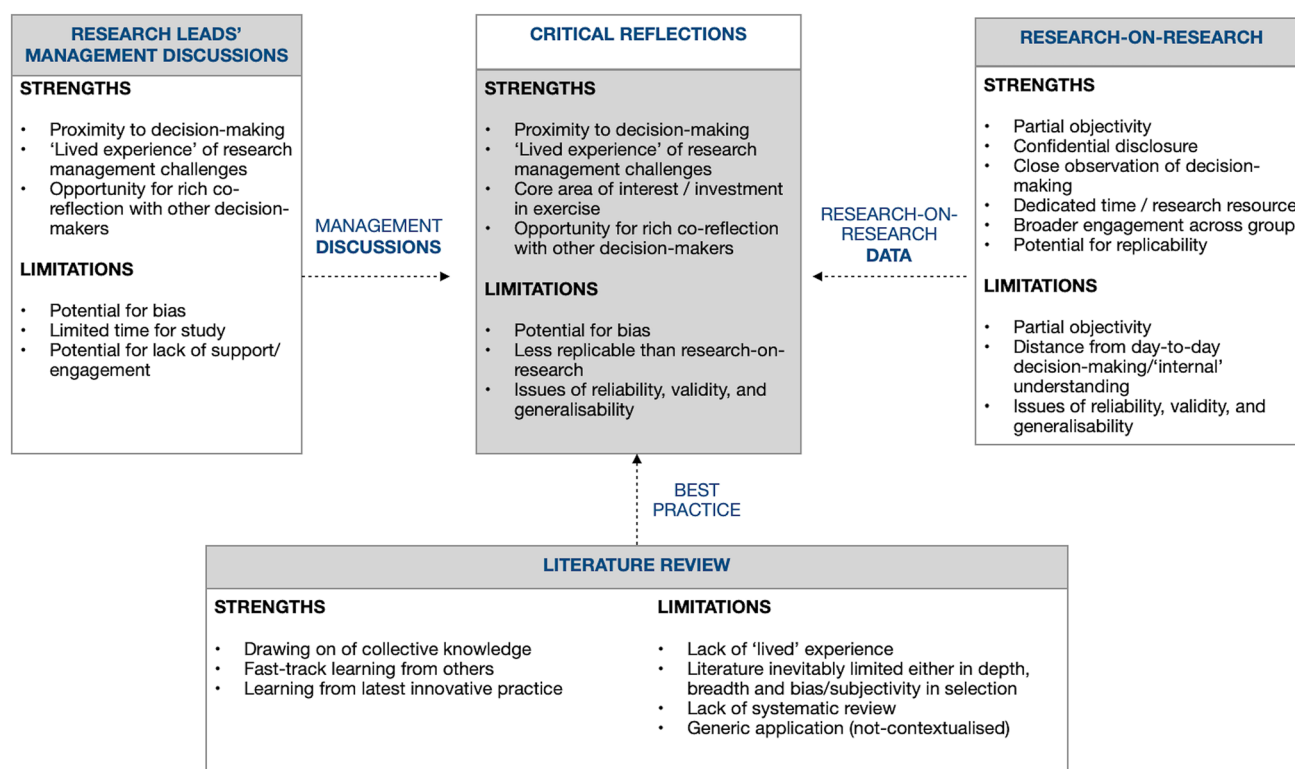 RESEARCH LEADS'
MANAGEMENT DISCUSSIONS
STRENGTHS
• Proximity to decision-making
• 'Lived experience' of research
management challenges
• Opportunity for rich co-
reflection with other decision-
makers
LIMITATIONS
• Potential for bias
• Limited time for study
• Potential for lack of support/
engagement
MANAGEMENT
DISCUSSIONS
CRITICAL REFLECTIONS
STRENGTHS
• Proximity to decision-making
• 'Lived experience' of research
management challenges
• Core area of interest / investment
in exercise
• Opportunity for rich co-reflection
with other decision-makers
LIMITATIONS
• Potential for bias
• Less replicable than research-on-
research
• Issues of reliability, validity, and
generalisability
RESEARCH-ON-
RESEARCH
DATA
RESEARCH-ON-RESEARCH
STRENGTHS
• Partial objectivity
• Confidential disclosure
• Close observation of decision-
making
• Dedicated time / research resource
• Broader engagement across group
• Potential for replicability
LIMITATIONS
• Partial objectivity
• Distance from day-to-day
decision-making/'internal'
understanding
• Issues of reliability, validity, and
generalisability
BEST
PRACTICE
LITERATURE REVIEW
STRENGTHS
• Drawing on of collective knowledge
• Fast-track learning from others
• Learning from latest innovative practice
LIMITATIONS
• Lack of 'lived' experience
• Literature inevitably limited either in depth,
breadth and bias/subjectivity in selection
• Lack of systematic review
• Generic application (not-contextualised)